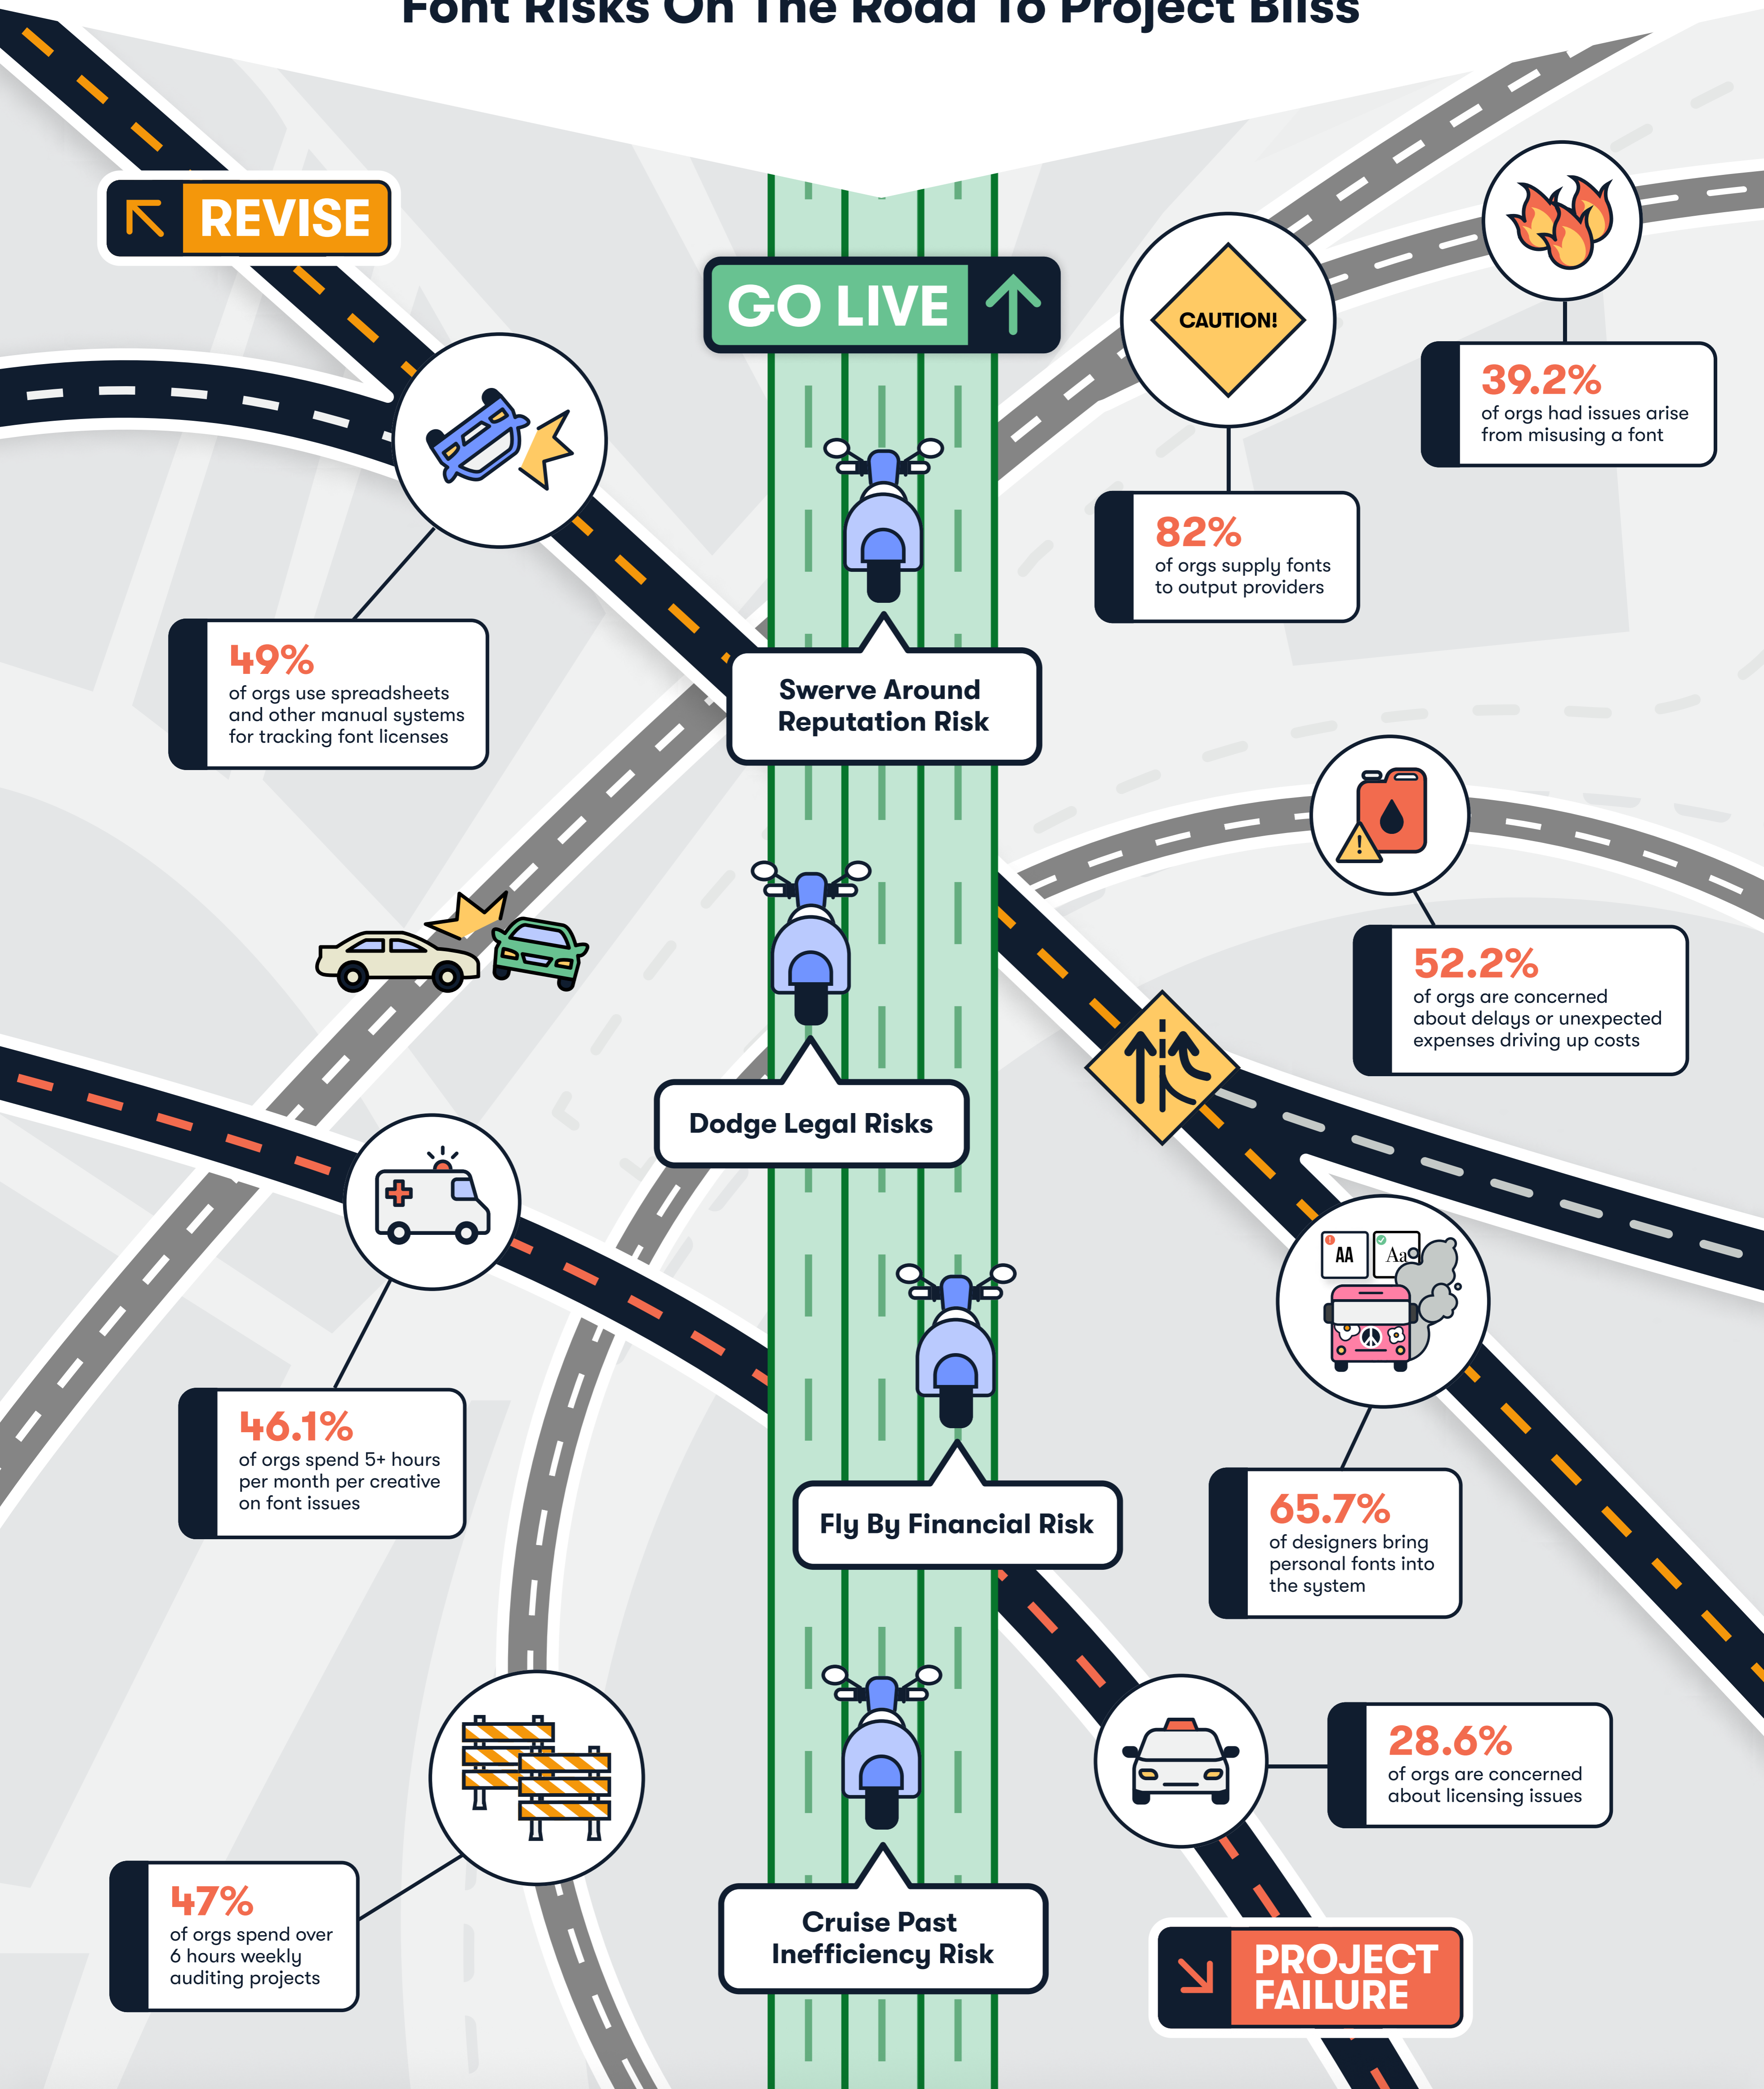 Font Risks On The Road To Project Bliss
REVISE
GO LIVE
CAUTION!
39.2%
of orgs had issues arise
from misusing a font
82%
of orgs supply fonts
to output providers
49%
of orgs use spreadsheets
and other manual systems
for tracking font licenses
Swerve Around
Reputation Risk
52.2%
of orgs are concerned
about delays or unexpected
expenses driving up costs
Dodge Legal Risks
AA
Aa
46.1%
of orgs spend 5+ hours
per month per creative
on font issues
Fly By Financial Risk
65.7%
of designers bring
personal fonts into
the system
28.6%
of orgs are concerned
about licensing issues
47%
of orgs spend over
6 hours weekly
auditing projects
Cruise Past
Inefficiency Risk
PROJECT
FAILURE